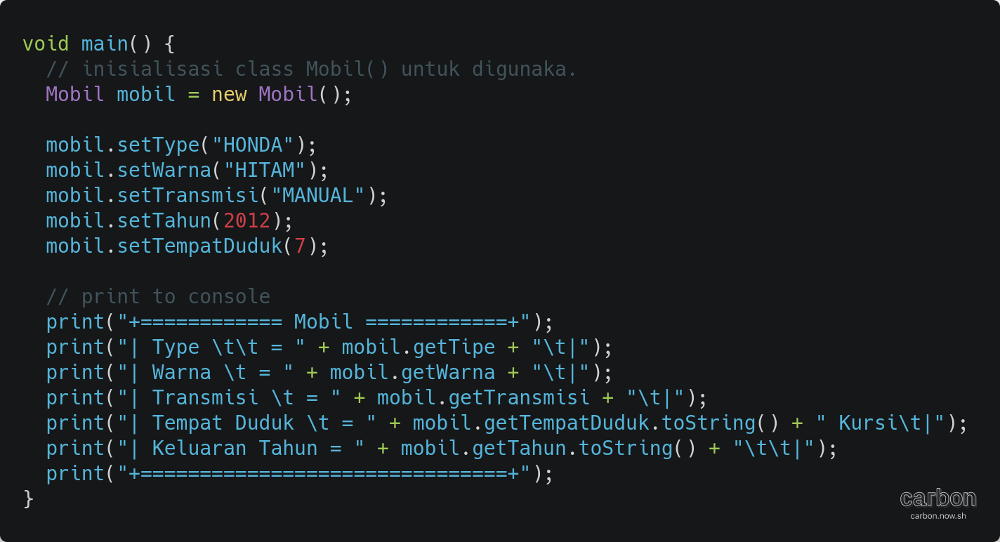 void main() {
  // inisialisasi class Mobil() untuk digunaka.
  Mobil mobil = new Mobil();

  mobil.setType("HONDA");
  mobil.setWarna("HITAM");
  mobil.setTransmisi("MANUAL");
  mobil.setTahun(2012);
  mobil.setTempatDuduk(7);

  // print to console
  print("+============ Mobil ============+");
  print("| Type \t\t = " + mobil.getTipe + "\t|");
  print("| Warna \t = " + mobil.getWarna + "\t|");
  print("| Transmisi \t = " + mobil.getTransmisi + "\t|");
  print("| Tempat Duduk \t = " + mobil.getTempatDuduk.toString() + " Kursi\t|");
  print("| Keluaran Tahun = " + mobil.getTahun.toString() + "\t\t|");
  print("+===============================+");
}
carbon
carbon.now.sh